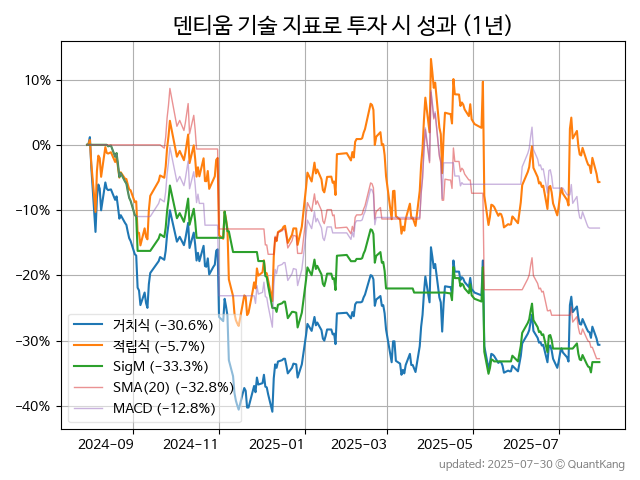 덴티움 기술 지표로 투자 시 성과 (1년)
10%
0%
−10%
−20%
−30%
−40%
거치식 (−30.6%)
적립식 (−5.7%)
SigM (−33.3%)
SMA(20) (−32.8%)
MACD (−12.8%)
2024-09
2024-11
2025-01
2025-03
2025-05
2025-07
updated: 2025-07-30 © QuantKang